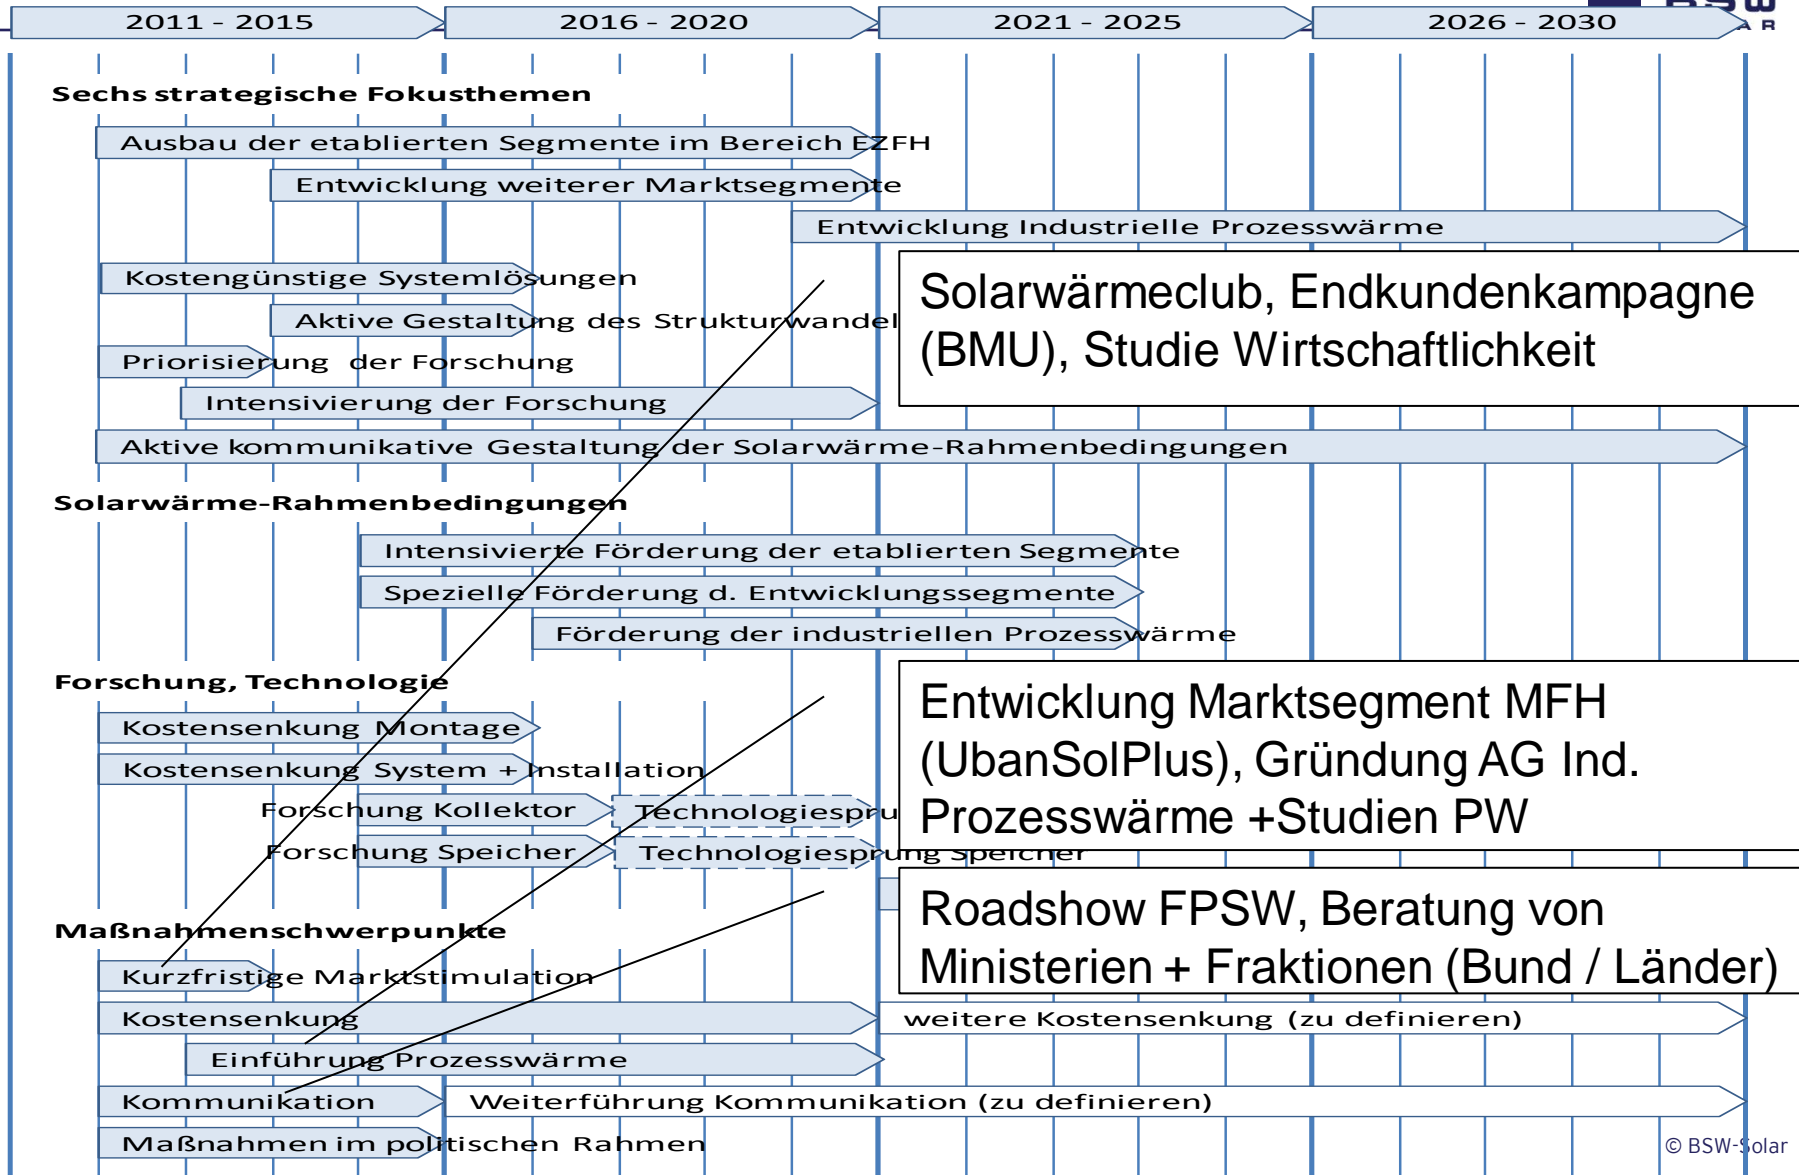 2011 - 2015 2016 - 2020 2021 - 2025 2026 - 2030
Sechs strategische Fokusthemen
Ausbau der etablierten Segmente im Bereich EZFH
Entwicklung weiterer Marktsegmente
Entwicklung Industrielle Prozesswärme
Kostengünstige Systemlösungen
Aktive Gestaltung des Strukturwandel
Priorisierung der Forschung
Intensivierung der Forschung
Aktive kommunikative Gestaltung der Solarwärme-Rahmenbedingungen
Solarwärmeclub, Endkundenkampagne
(BMU), Studie Wirtschaftlichkeit
Solarwärme-Rahmenbedingungen
Intensivierte Förderung der etablierten Segmente
Spezielle Förderung d. Entwicklungssegmente
Förderung der industriellen Prozesswärme
Forschung, Technologie
Kostensenkung Montage
Kostensenkung System + Installation
Forschung Kollektor Technologiespru
Forschung Speicher Technologiesprung Speicher
Entwicklung Marktsegment MFH
(UbanSolPlus), Gründung AG Ind.
Prozesswärme +Studien PW
Roadshow FPSW, Beratung von
Ministerien + Fraktionen (Bund / Länder)
Maßnahmenschwerpunkte
Kurzfristige Marktstimulation
Kostensenkung weitere Kostensenkung (zu definieren)
Einführung Prozesswärme
Kommunikation Weiterführung Kommunikation (zu definieren)
Maßnahmen im politischen Rahmen
© BSW-Solar